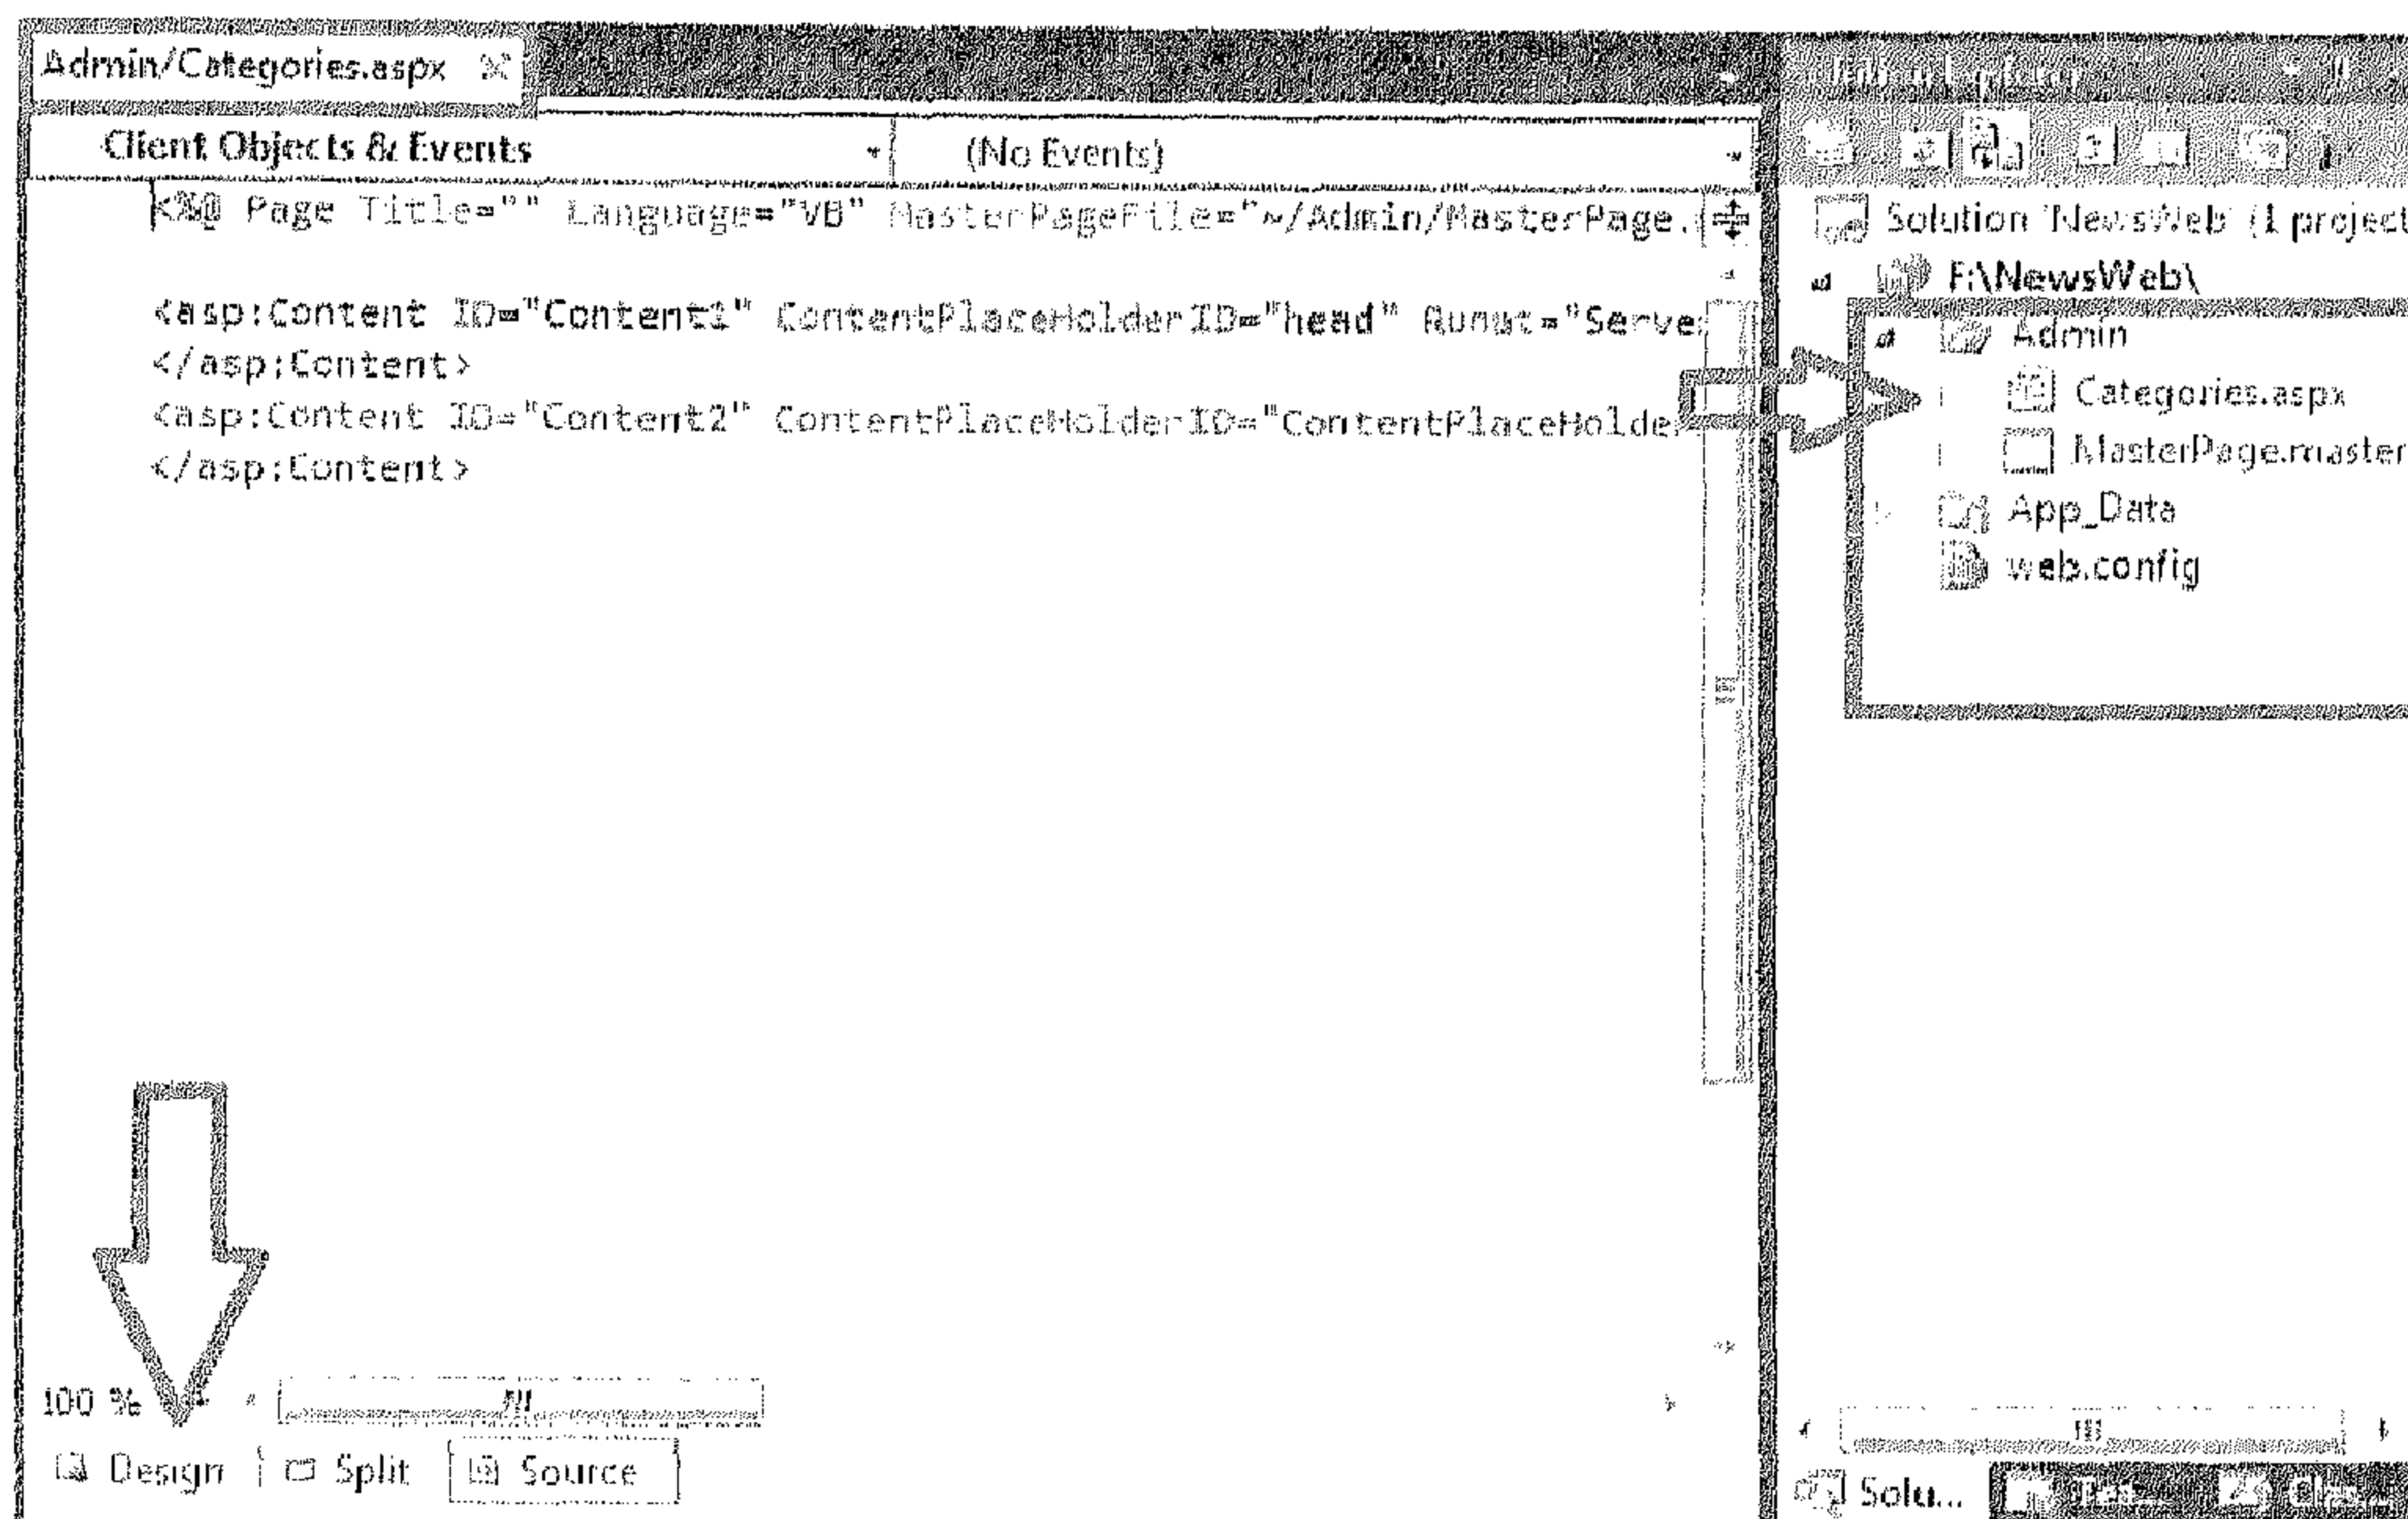 Admin/Categories.aspx
Client Objects & Events (No Events)
<%@ Page Title="" Language="VB" MasterPageFile="~/Admin/MasterPage.
<asp:Content ID="Content1" ContentPlaceHolderID="head" Runat="Serve
</asp:Content>
<asp:Content ID="Content2" ContentPlaceHolderID="ContentPlaceHolde
</asp:Content>
100 %
Design Split Source
Solution 'NewsWeb' (1 project
F:\NewsWeb\
Admin
Categories.aspx
MasterPage.master
App_Data
web.config
Solu...